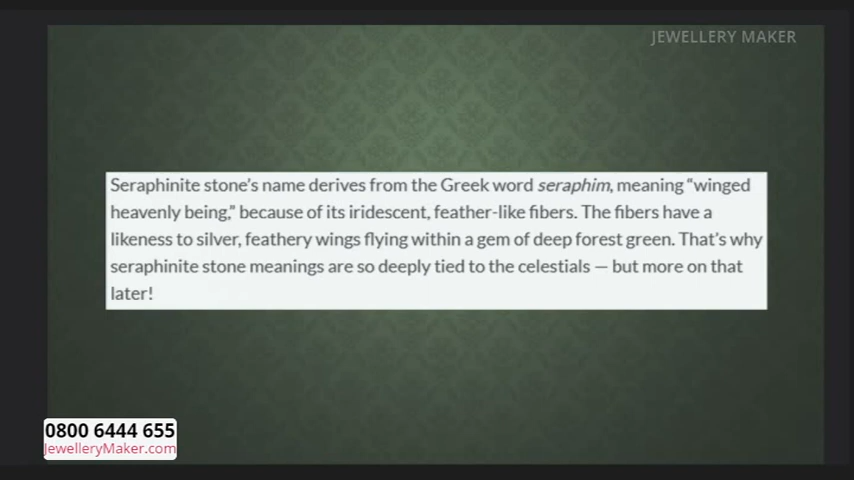 JEWELLERY MAKER
Seraphinite stone's name derives from the Greek word seraphim, meaning “winged
heavenly being,” because of its iridescent, feather-like fibers. The fibers have a
likeness to silver, feathery wings flying within a gem of deep forest green. That's why
seraphinite stone meanings are so deeply tied to the celestials — but more on that
later!
0800 6444 655
JewelleryMaker.com